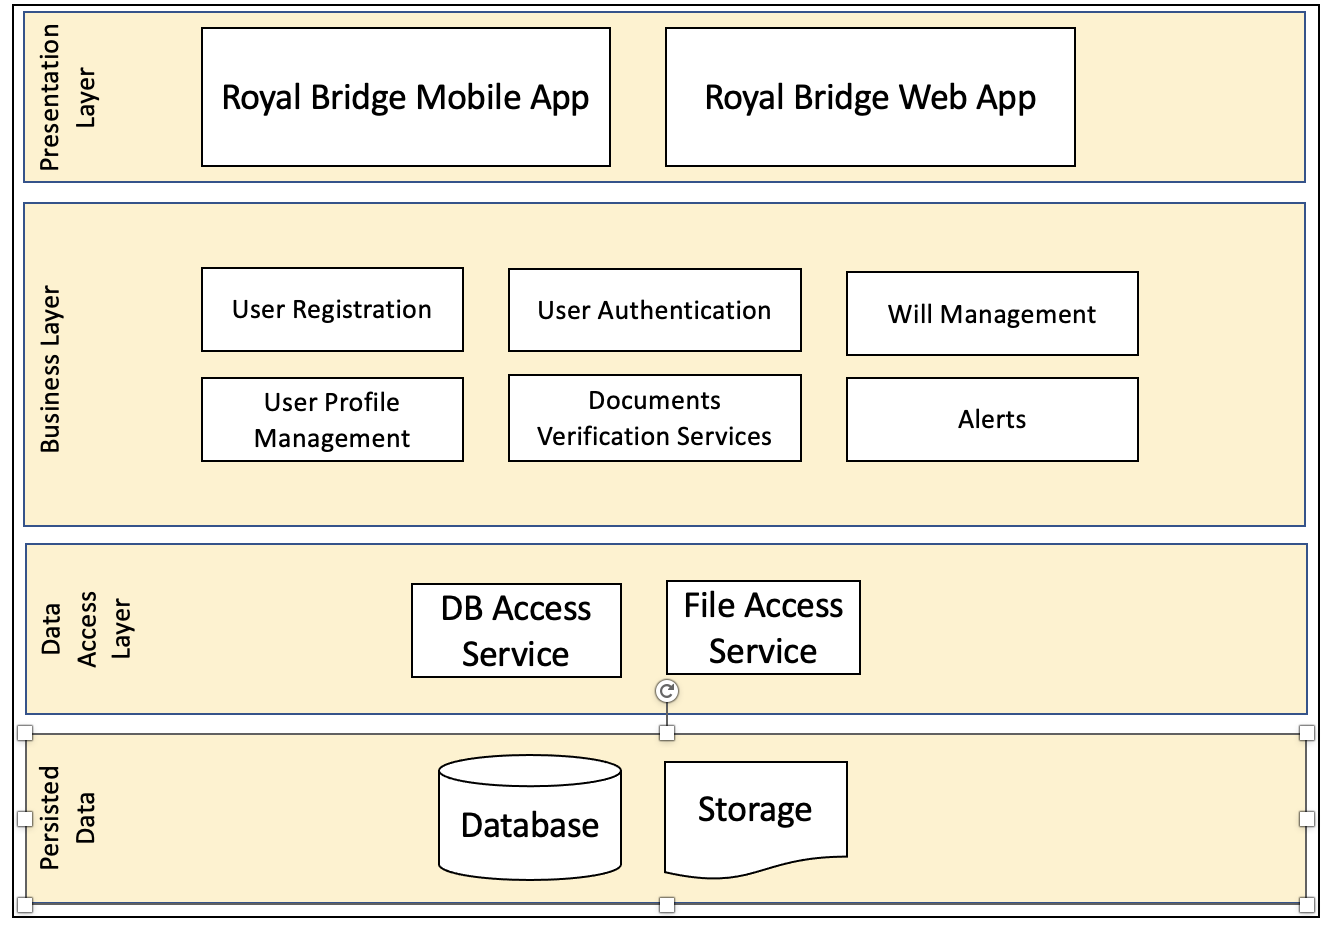 Presentation
Layer
Royal Bridge Mobile App
Royal Bridge Web App
Business Layer
User Registration
User Authentication
Will Management
User Profile
Management
Documents
Verification Services
Alerts
Data
Access
Layer
DB Access
Service
File Access
Service
Persisted
Data
Database
Storage